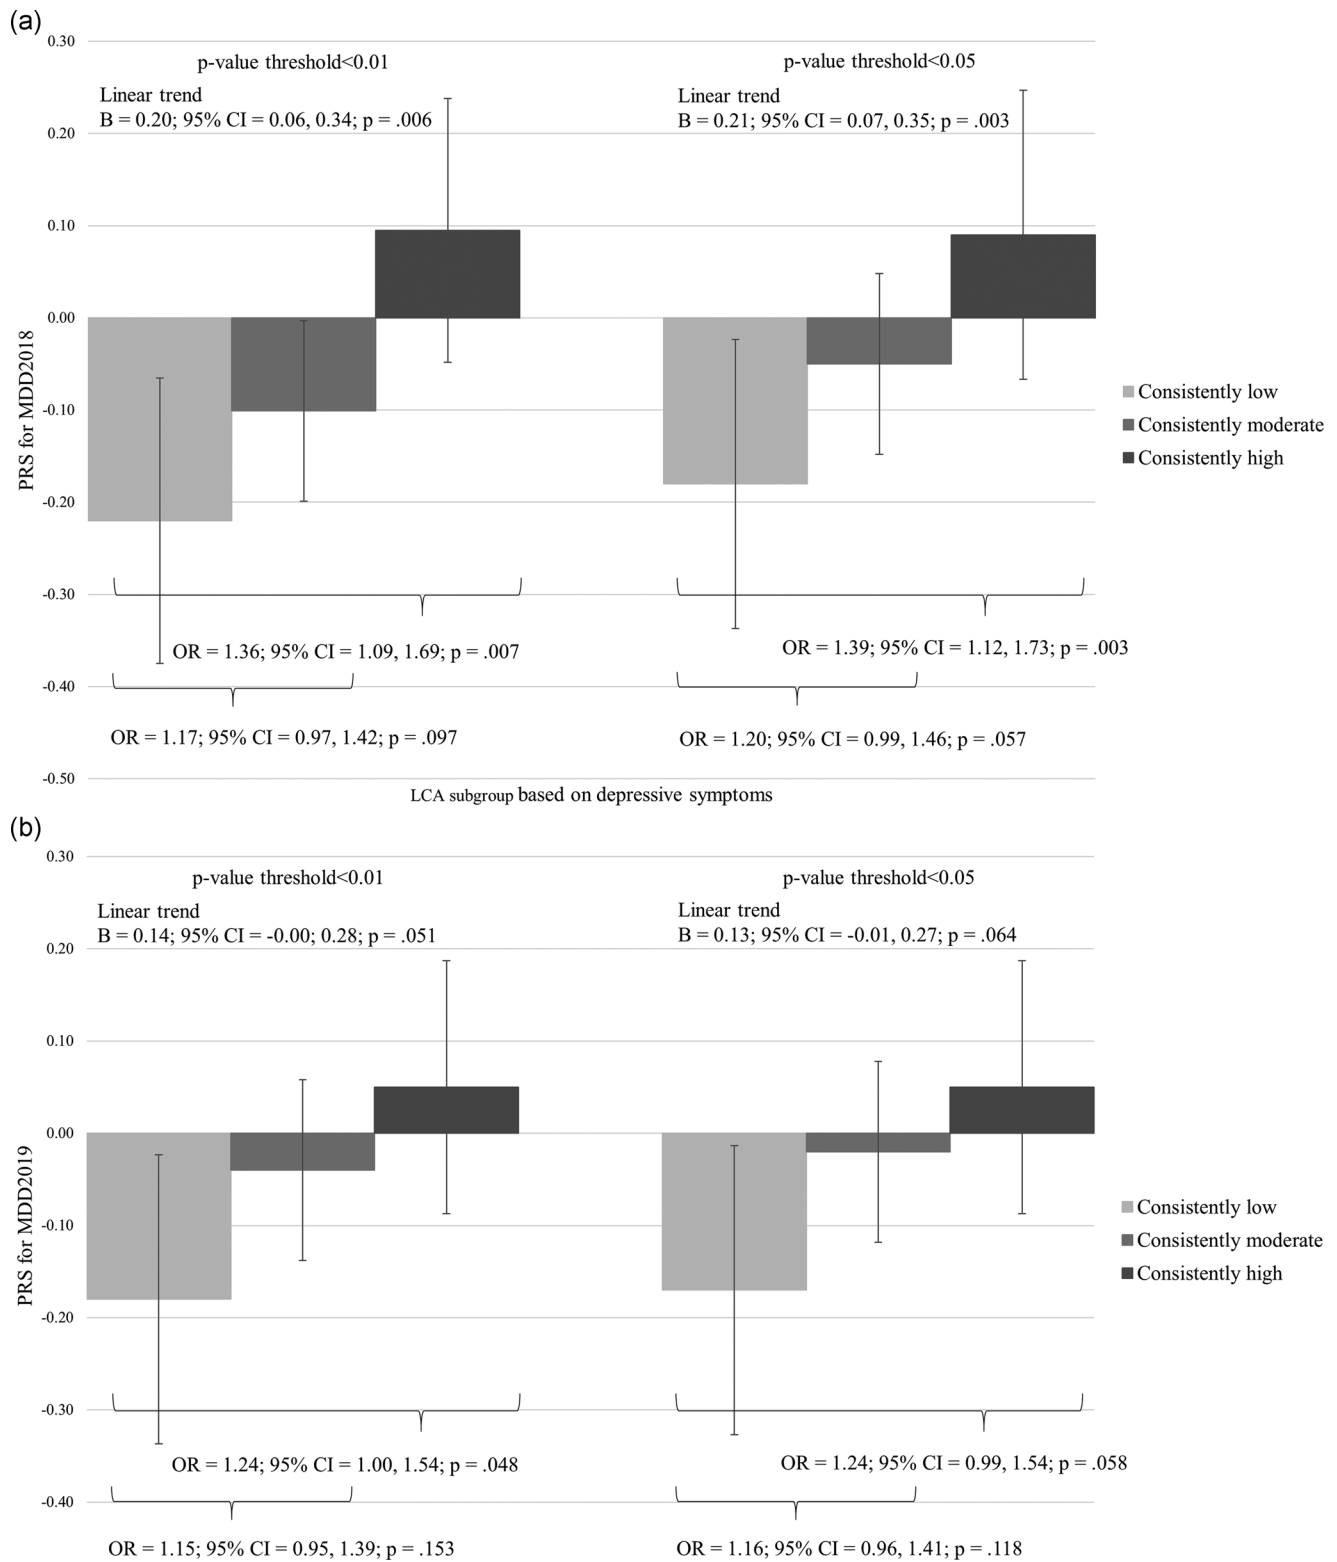 (a)
0.30
p-value threshold<0.01
p-value threshold<0.05
Linear trend
B = 0.20; 95% CI = 0.06, 0.34; p = .006
Linear trend
B = 0.21; 95% CI = 0.07, 0.35; p = .003
0.20
0.10
0.00
-0.10
-0.20
-0.30
-0.40
-0.50
PRS for MDD2018
Consistently low
Consistently moderate
Consistently high
OR = 1.36; 95% CI = 1.09, 1.69; p = .007
OR = 1.39; 95% CI = 1.12, 1.73; p = .003
OR = 1.17; 95% CI = 0.97, 1.42; p = .097
OR = 1.20; 95% CI = 0.99, 1.46; p = .057
LCA subgroup based on depressive symptoms
(b)
0.30
p-value threshold<0.01
p-value threshold<0.05
Linear trend
B = 0.14; 95% CI = -0.00; 0.28; p = .051
Linear trend
B = 0.13; 95% CI = -0.01, 0.27; p = .064
0.20
0.10
0.00
-0.10
-0.20
-0.30
-0.40
PRS for MDD2019
Consistently low
Consistently moderate
Consistently high
OR = 1.24; 95% CI = 1.00, 1.54; p = .048
OR = 1.24; 95% CI = 0.99, 1.54; p = .058
OR = 1.15; 95% CI = 0.95, 1.39; p = .153
OR = 1.16; 95% CI = 0.96, 1.41; p = .118